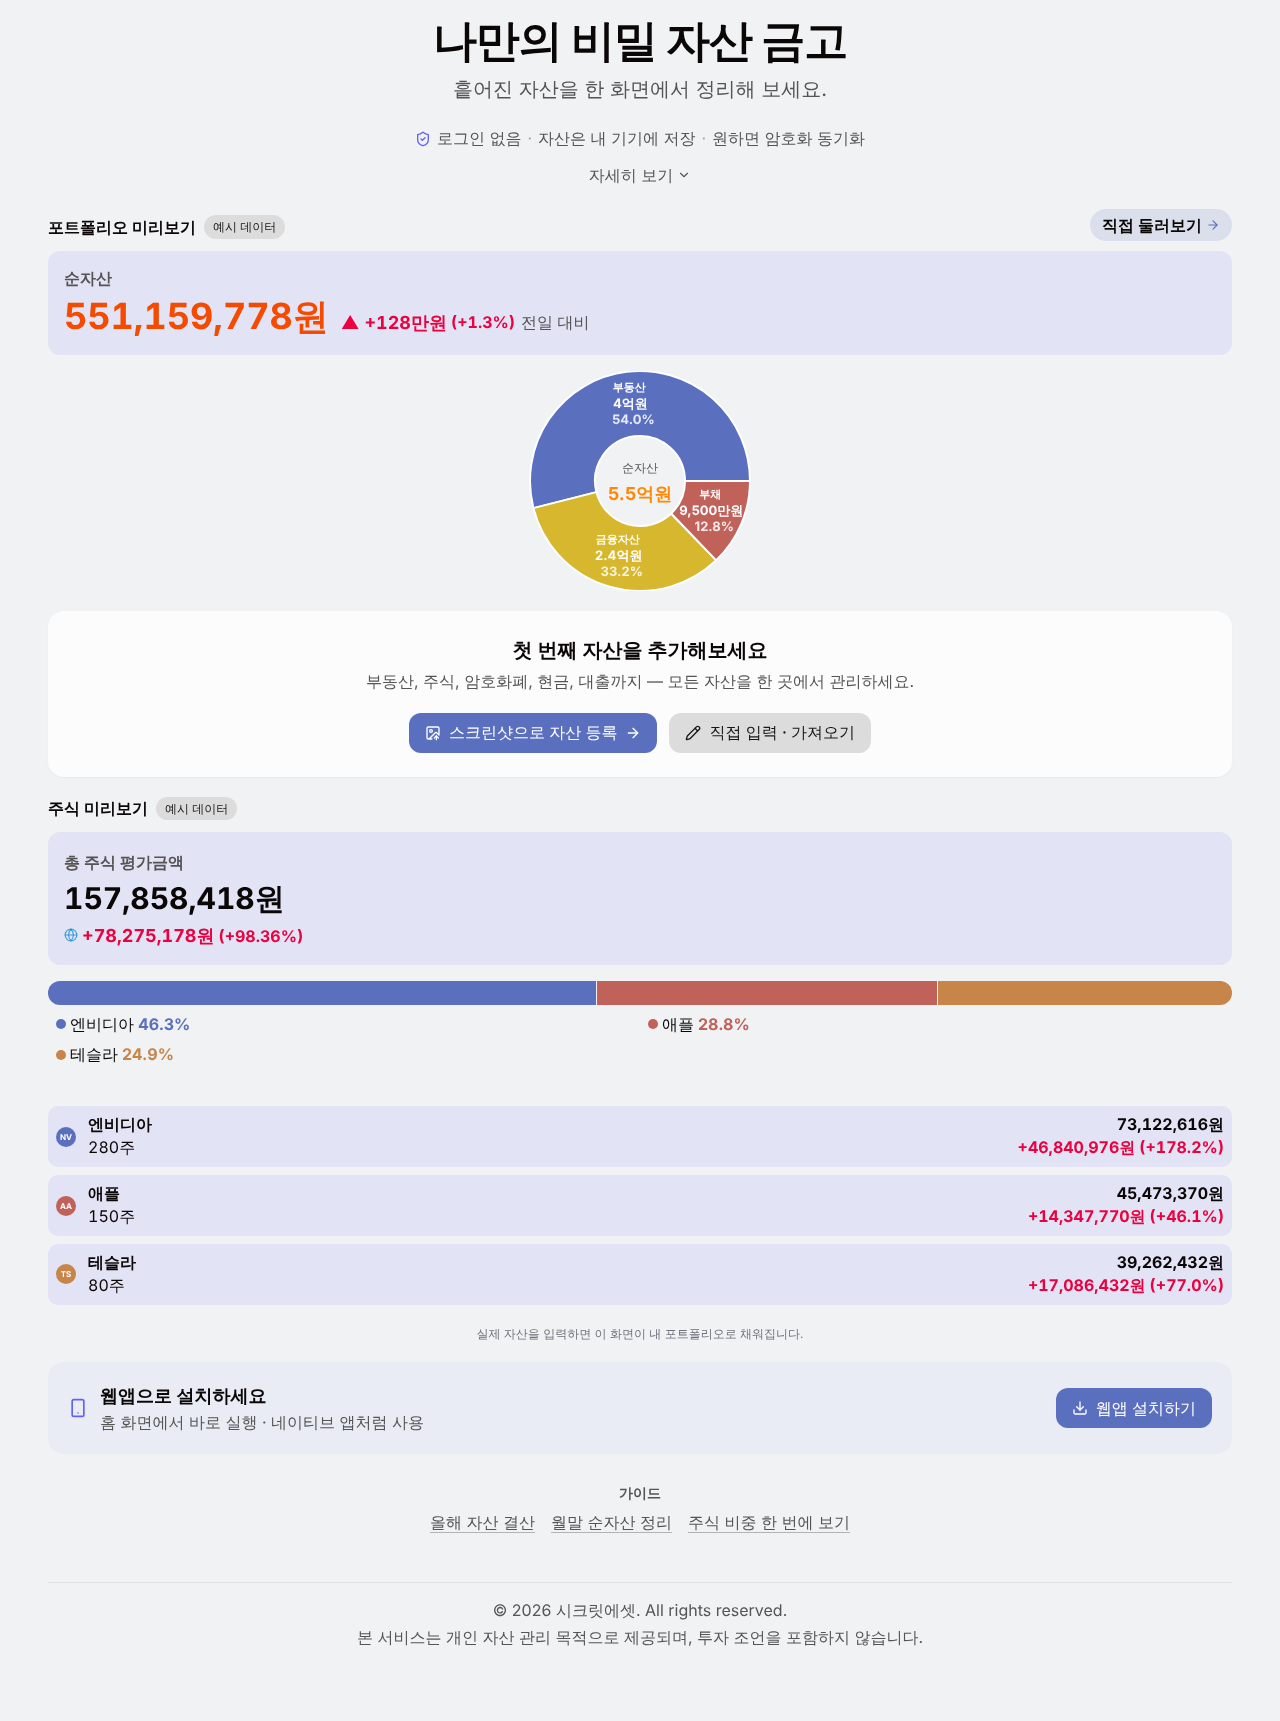 나만의 비밀 자산 금고
흩어진 자산을 한 화면에서 정리해 보세요.
로그인 없음 · 자산은 내 기기에 저장 · 원하면 암호화 동기화
자세히 보기
포트폴리오 미리보기 예시 데이터
직접 둘러보기
순자산
551,159,778원 ▲ +128만원 (+1.3%) 전일 대비
부동산
4억원
54.0%
순자산
5.5억원
부채
9,500만원
12.8%
금융자산
2.4억원
33.2%
첫 번째 자산을 추가해보세요
부동산, 주식, 암호화폐, 현금, 대출까지 — 모든 자산을 한 곳에서 관리하세요.
스크린샷으로 자산 등록
직접 입력 · 가져오기
주식 미리보기 예시 데이터
총 주식 평가금액
157,858,418원
+78,275,178원 (+98.36%)
엔비디아 46.3%
애플 28.8%
테슬라 24.9%
NV
엔비디아
280주
73,122,616원
+46,840,976원 (+178.2%)
AA
애플
150주
45,473,370원
+14,347,770원 (+46.1%)
TS
테슬라
80주
39,262,432원
+17,086,432원 (+77.0%)
실제 자산을 입력하면 이 화면이 내 포트폴리오로 채워집니다.
웹앱으로 설치하세요
홈 화면에서 바로 실행 · 네이티브 앱처럼 사용
웹앱 설치하기
가이드
올해 자산 결산 월말 순자산 정리 주식 비중 한 번에 보기
© 2026 시크릿에셋. All rights reserved.
본 서비스는 개인 자산 관리 목적으로 제공되며, 투자 조언을 포함하지 않습니다.